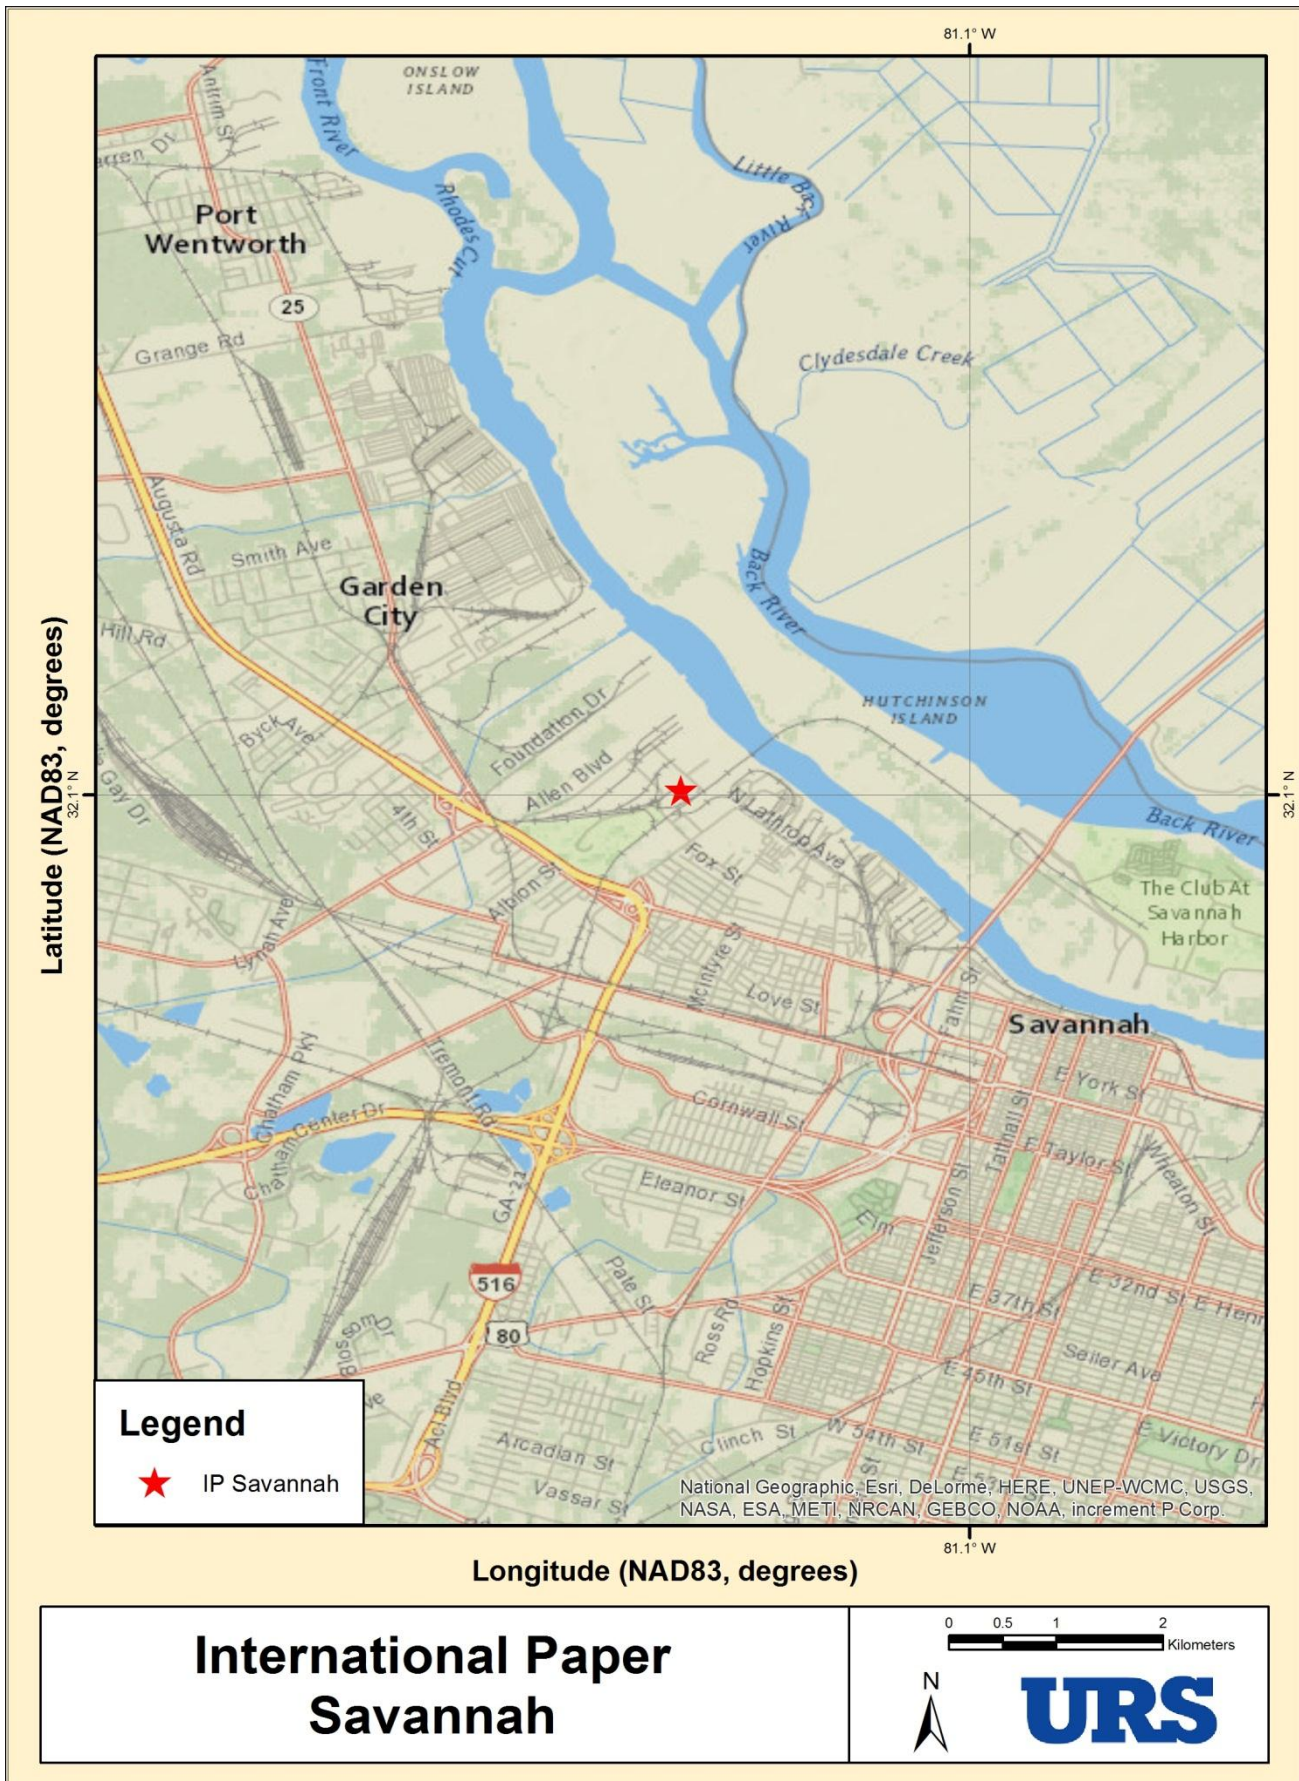 81.1° W
ONSLOW
ISLAND
Front River
Antrim St
Little Back
River
Rhodes Cut
Port
Wentworth
25
Grange Rd
Clydesdale Creek
Augusta Rd
Smith Ave
Garden
City
Back River
Hill Rd
HUTCHINSON
ISLAND
Foundation Dr
Byck Ave
Allen Blvd
Gay Dr
4th St
N Lathrop Ave
Back River
Latitude (NAD83, degrees)
32.1° N
32.1° N
Fox St
Albion St
The Club At
Savannah
Harbor
Lynah Ave
McIntyre St
Love St
Fahm St
Savannah
Tremont Rd
Chatham Pky
E York St
Cornwall St
Chatham Center Dr
Tattnall St
E Taylor St
Wheaton St
Eleanor St
GA-21
Jefferson St
Elm
516
Pate St
E 32nd St
E Henr
E 37th St
80
Ross Rd
Hopkins St
Blossom Dr
Seiler Ave
E 45th St
Acl Blvd
ve
Arcadian St
Clinch St
W 54th St
E 51st St
E Victory Dr
Vassar St
E 53rd St
Legend
IP Savannah
National Geographic, Esri, DeLorme, HERE, UNEP-WCMC, USGS,
NASA, ESA, METI, NRCAN, GEBCO, NOAA, increment P Corp.
81.1° W
Longitude (NAD83, degrees)
International Paper
Savannah
0 0.5 1 2
Kilometers
N
URS